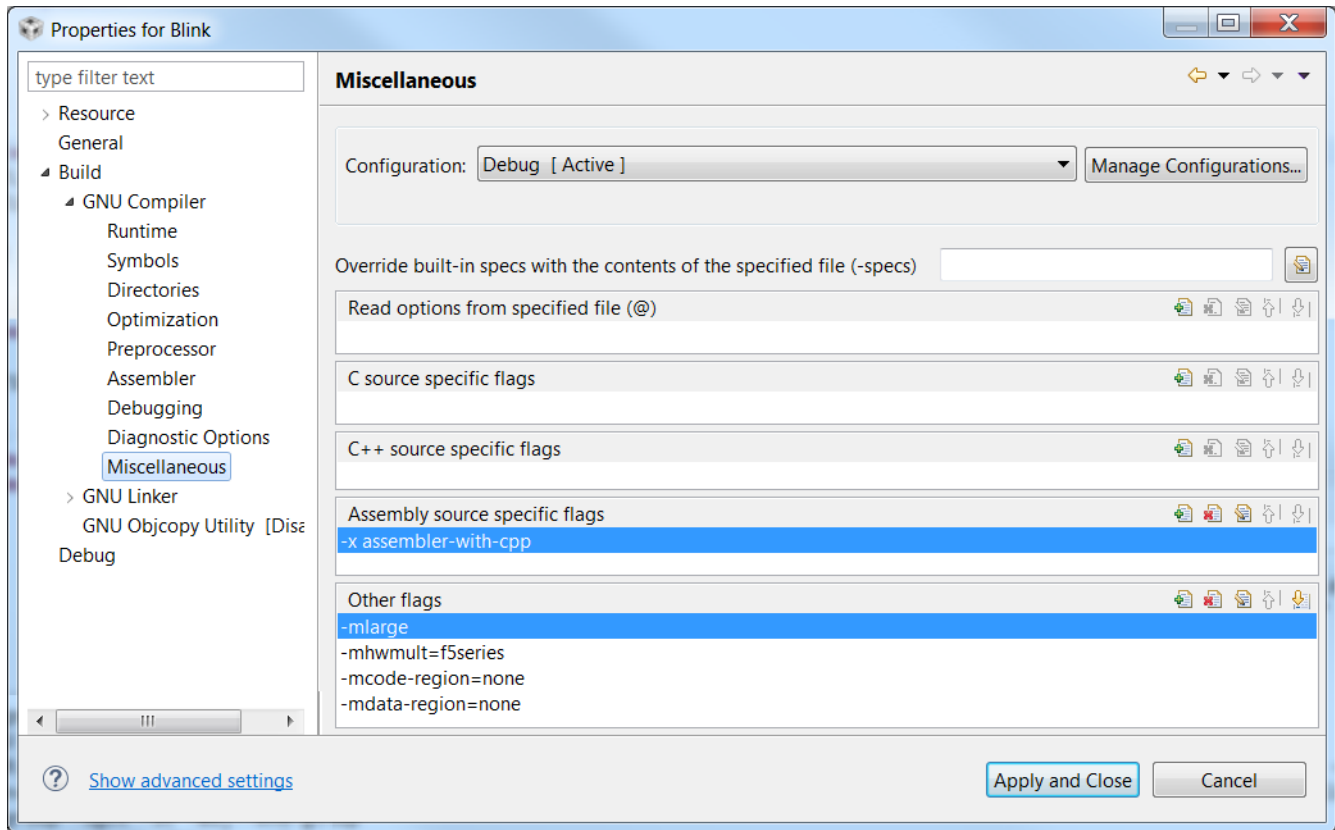 Properties for Blink
type filter text
Resource
General
Build
GNU Compiler
Runtime
Symbols
Directories
Optimization
Preprocessor
Assembler
Debugging
Diagnostic Options
Miscellaneous
GNU Linker
GNU Objcopy Utility [Disa
Debug
Miscellaneous
Configuration: Debug [ Active ] Manage Configurations...
Override built-in specs with the contents of the specified file (-specs)
Read options from specified file (@)
C source specific flags
C++ source specific flags
Assembly source specific flags
-x assembler-with-cpp
Other flags
-mlarge
-mhwmult=f5series
-mcode-region=none
-mdata-region=none
Show advanced settings
Apply and Close
Cancel